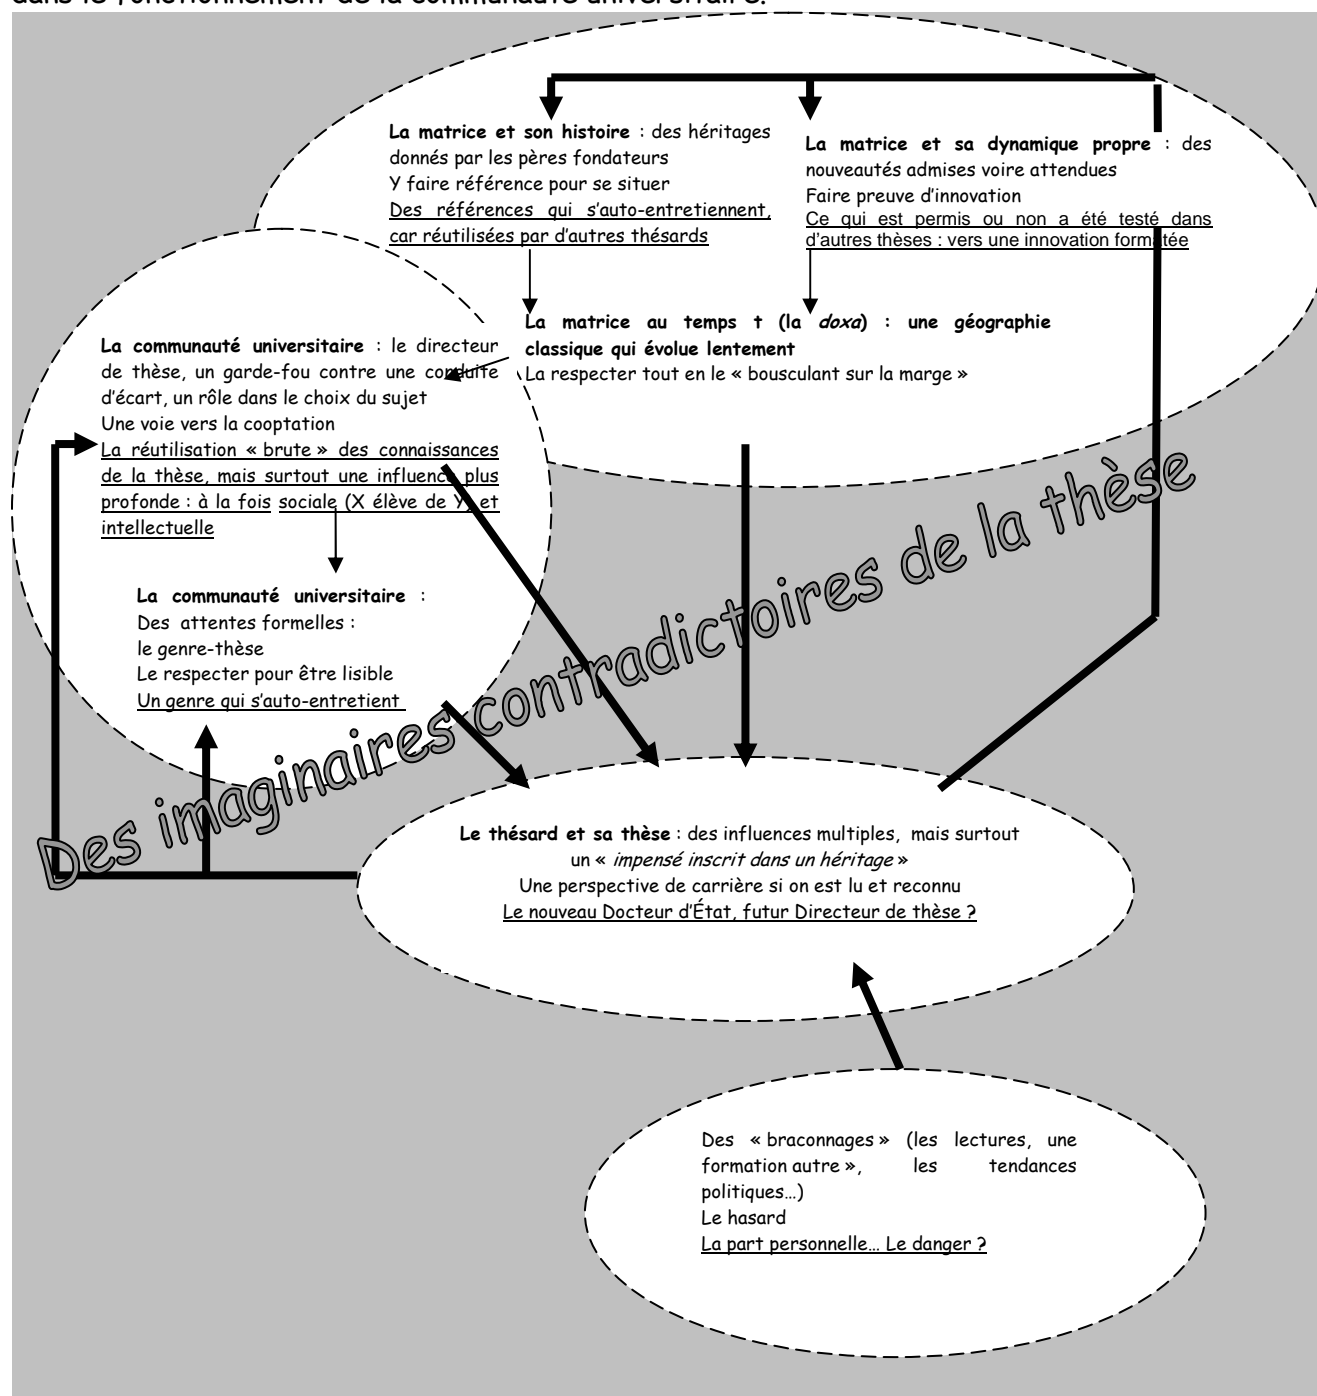 dans le fonctionnement de la communauté universitaire.
La matrice et son histoire : des héritages
donnés par les pères fondateurs
Y faire référence pour se situer
Des références qui s'auto-entretiennent,
car réutilisées par d'autres thésards
La matrice et sa dynamique propre : des
nouveautés admises voire attendues
Faire preuve d'innovation
Ce qui est permis ou non a été testé dans
d'autres thèses : vers une innovation formatée
La matrice au temps t (la doxa) : une géographie
classique qui évolue lentement
La respecter tout en le « bousculant sur la marge »
La communauté universitaire : le directeur
de thèse, un garde-fou contre une conduite
d'écart, un rôle dans le choix du sujet
Une voie vers la cooptation
La réutilisation « brute » des connaissances
de la thèse, mais surtout une influence plus
profonde : à la fois sociale (X élève de Y) et
intellectuelle
La communauté universitaire :
Des attentes formelles :
le genre-thèse
Le respecter pour être lisible
Un genre qui s'auto-entretient
Des imaginaires contradictoires de la thèse
Le thésard et sa thèse : des influences multiples, mais surtout
un « impensé inscrit dans un héritage »
Une perspective de carrière si on est lu et reconnu
Le nouveau Docteur d'État, futur Directeur de thèse ?
Des « braconnages » (les lectures, une
formation autre », les tendances
politiques…)
Le hasard
La part personnelle… Le danger ?